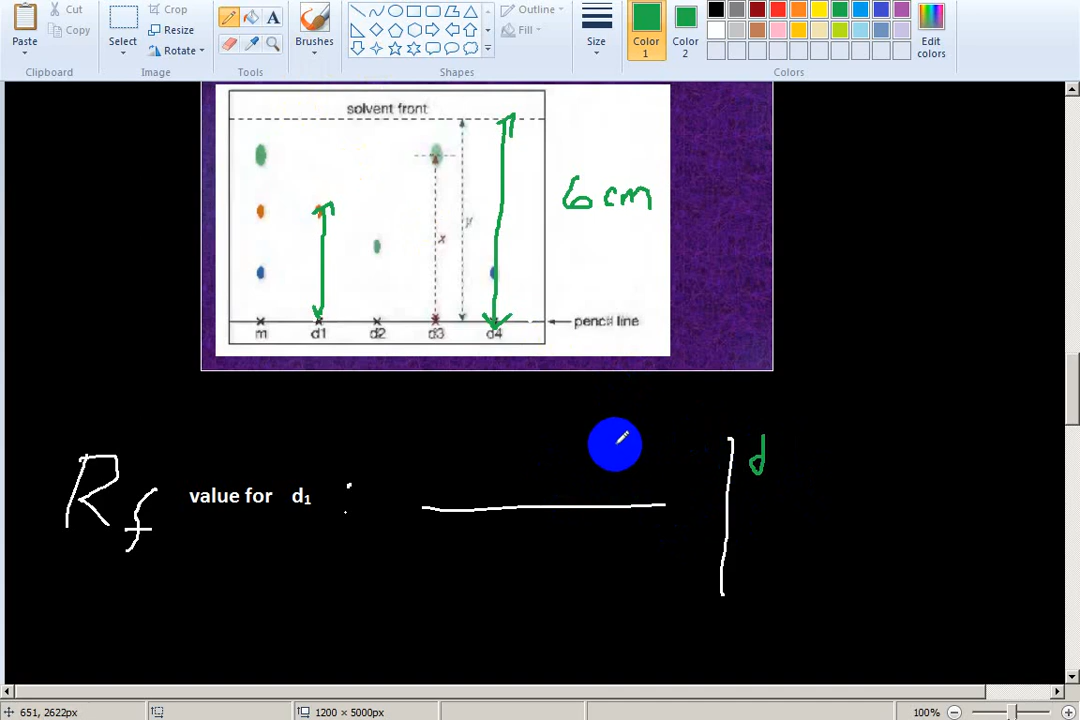 Cut
Crop
Outline
Paste
Copy
Select
Resize
Rotate
A
Brushes
Fill
Size
Color
1
Color
2
Edit
colors
Clipboard
Image
Tools
Shapes
Colors
solvent front
6 cm
y
x
m d1 d2 d3 d4
pencil line
d
Rf value for d1 :
651, 2622px
1200 × 5000px
100%